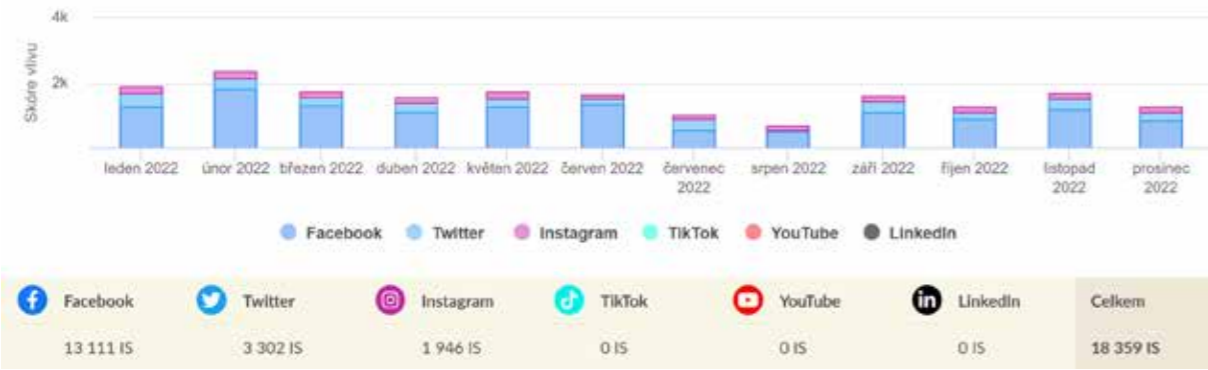 4k
Skóre vlivu
2k
leden 2022
únor 2022
březen 2022
duben 2022
květen 2022
červen 2022
červenec
2022
srpen 2022
září 2022
říjen 2022
listopad
2022
prosinec
2022
Facebook
Twitter
Instagram
TikTok
YouTube
LinkedIn
Facebook
Twitter
Instagram
TikTok
YouTube
LinkedIn
Celkem
13 111 IS
3 302 IS
1 946 IS
0 IS
0 IS
0 IS
18 359 IS